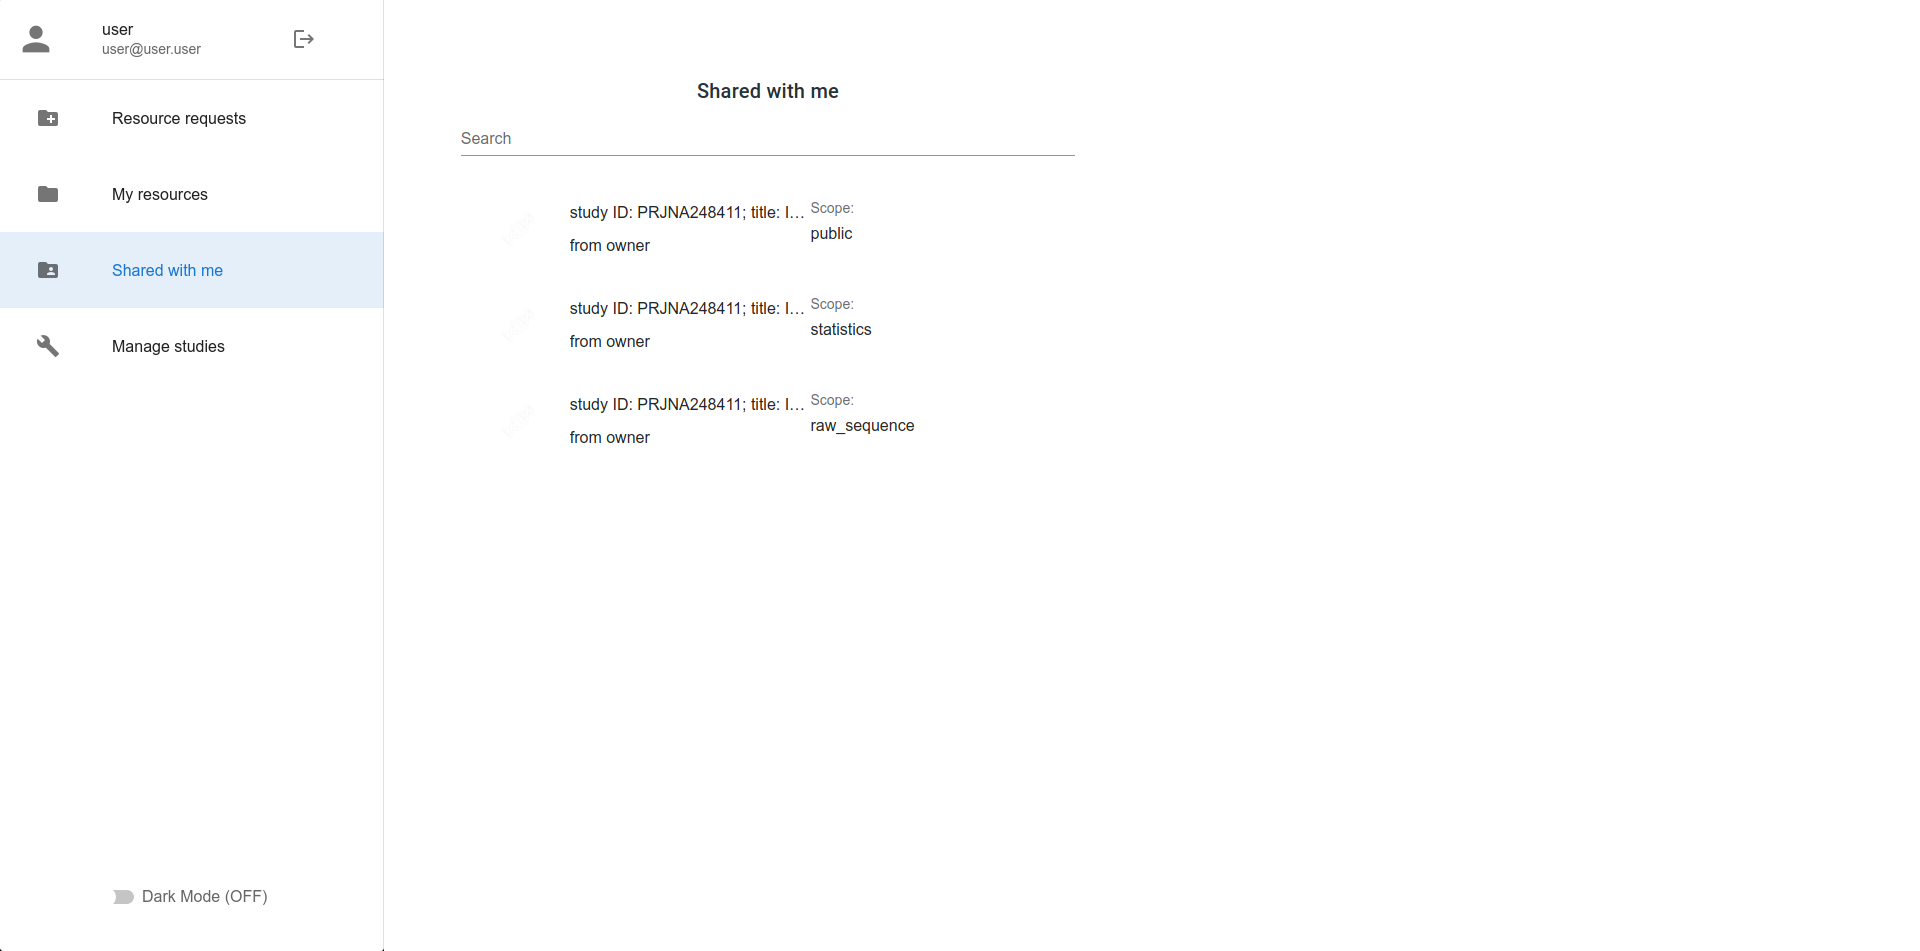 user
user@user.user
Resource requests
My resources
Shared with me
Manage studies
Dark Mode (OFF)
Shared with me
Search
study ID: PRJNA248411; title: I...
from owner
Scope:
public
study ID: PRJNA248411; title: I...
from owner
Scope:
statistics
study ID: PRJNA248411; title: I...
from owner
Scope:
raw_sequence